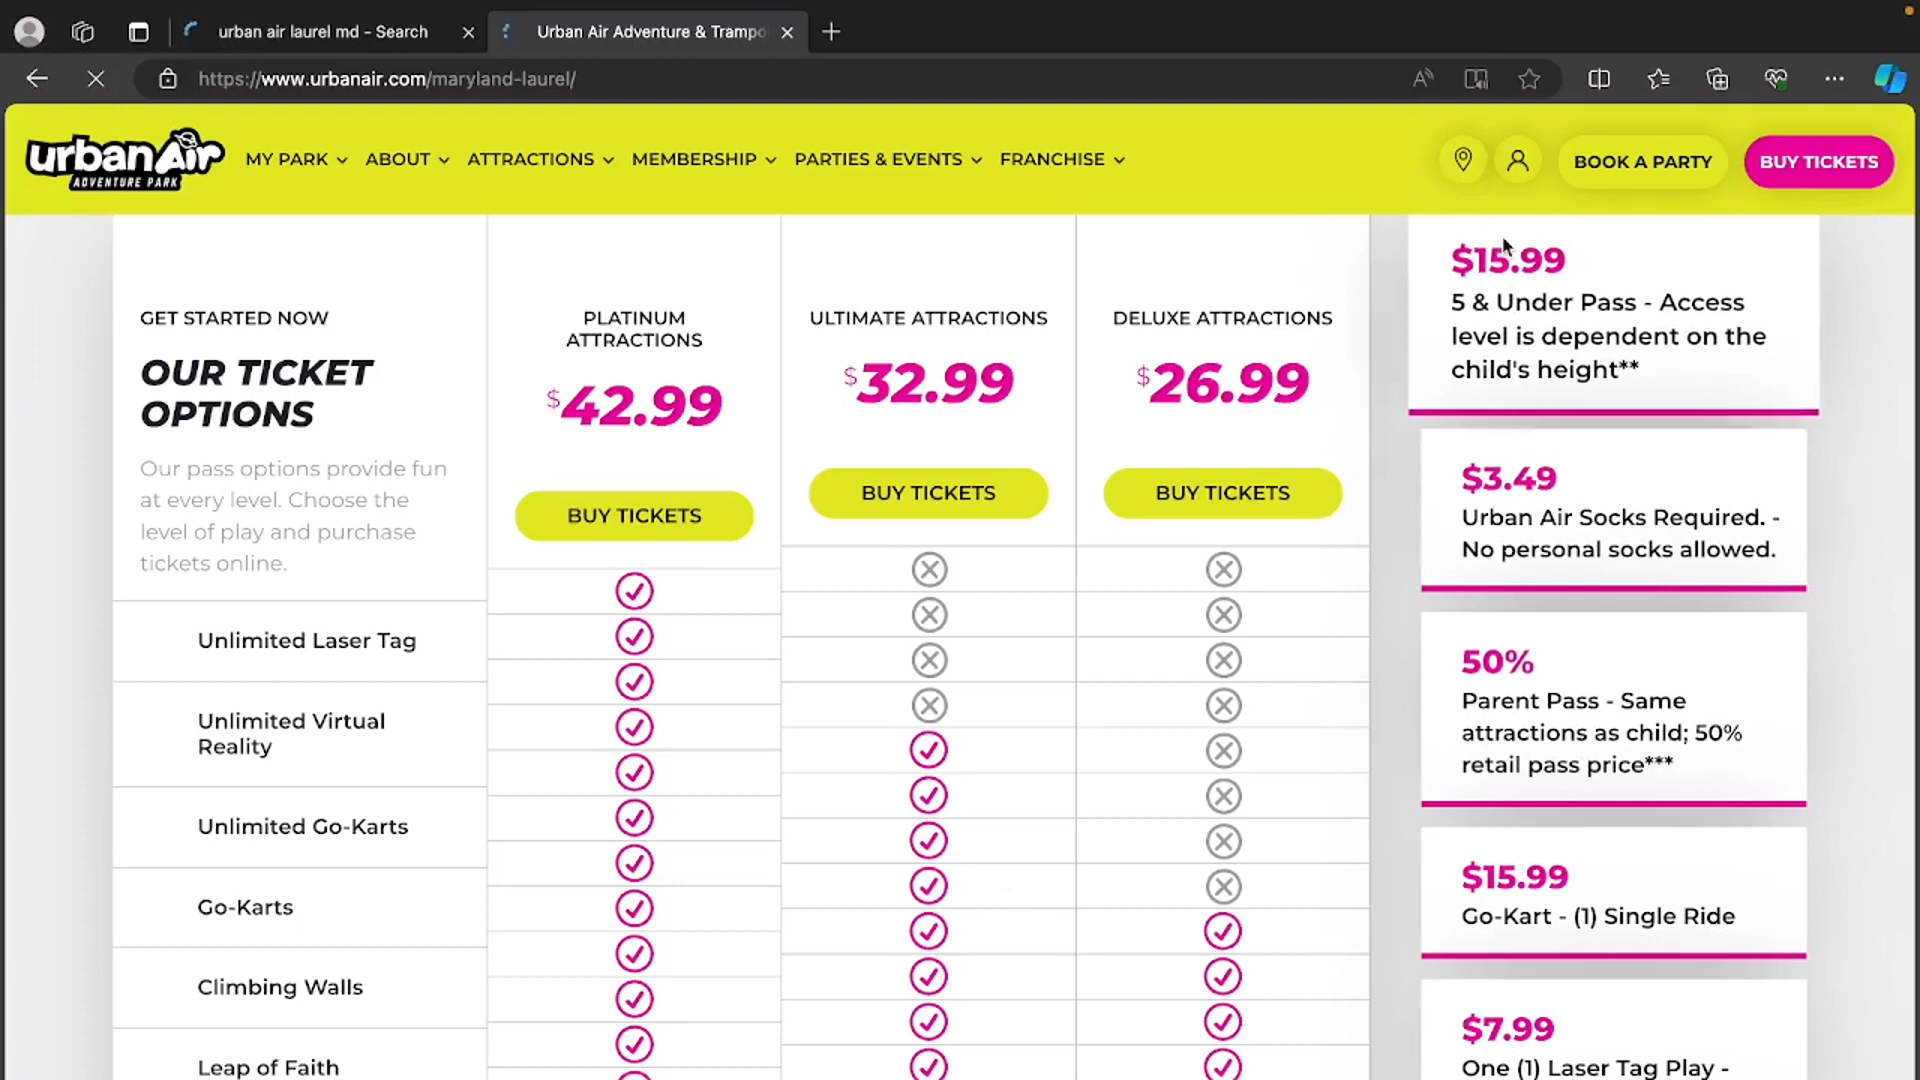 urban air laurel md - Search
Urban Air Adventure & Trampo
https://www.urbanair.com/maryland-laurel/
urbanAir
ADVENTURE PARK
MY PARK
ABOUT
ATTRACTIONS
MEMBERSHIP
PARTIES & EVENTS
FRANCHISE
BOOK A PARTY
BUY TICKETS
GET STARTED NOW
OUR TICKET
OPTIONS
Our pass options provide fun
at every level. Choose the
level of play and purchase
tickets online.
Unlimited Laser Tag
Unlimited Virtual
Reality
Unlimited Go-Karts
Go-Karts
Climbing Walls
Leap of Faith
PLATINUM
ATTRACTIONS
$42.99
BUY TICKETS
ULTIMATE ATTRACTIONS
$32.99
BUY TICKETS
DELUXE ATTRACTIONS
$26.99
BUY TICKETS
$15.99
5 & Under Pass - Access
level is dependent on the
child's height**
$3.49
Urban Air Socks Required. -
No personal socks allowed.
50%
Parent Pass - Same
attractions as child; 50%
retail pass price***
$15.99
Go-Kart - (1) Single Ride
$7.99
One (1) Laser Tag Play -